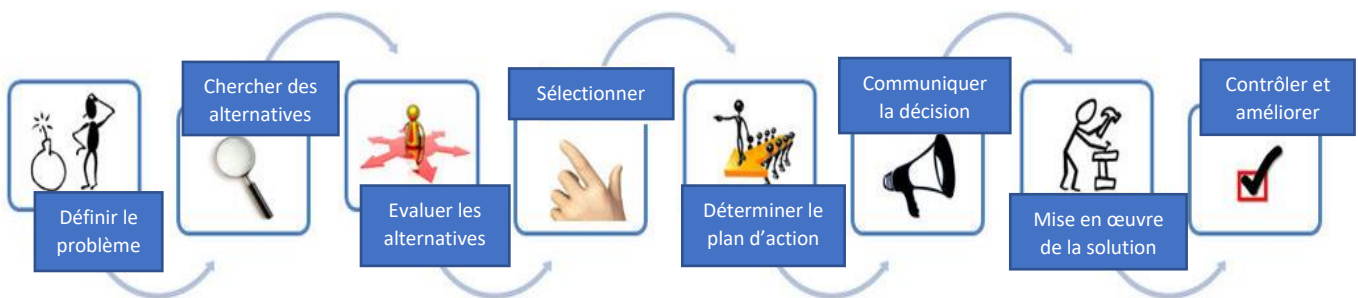 Définir le
problème
Chercher des
alternatives
Evaluer les
alternatives
Sélectionner
Déterminer le
plan d’action
Communiquer
la décision
Mise en œuvre
de la solution
Contrôler et
améliorer